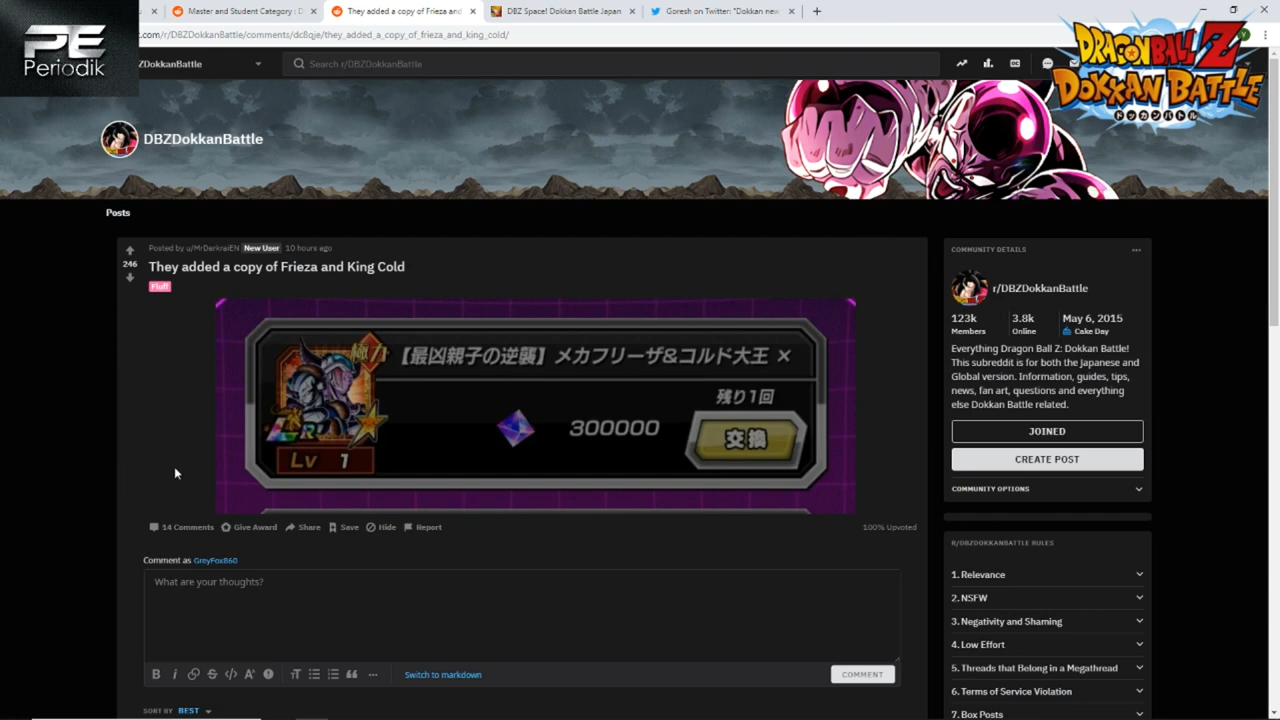 Master and Student Category : D
They added a copy of Frieza and
DBZ Space! Dokkan Battle Japan
Goresh on Twitter: "Dokkan new
PE
Periodik
.com/r/DBZDokkanBattle/comments/dc8qje/they_added_a_copy_of_frieza_and_king_cold/
ZDokkanBattle
Search r/DBZDokkanBattle
DRAGONBALL Z
DOKKAN BATTLE
ドッカンバトル
DBZDokkanBattle
Posts
Posted by u/MrDarkraiEN New User 10 hours ago
246
They added a copy of Frieza and King Cold
Fluff
極力
【最凶親子の逆襲】メカフリーザ&コルド大王 ×
残り1回
300000
交換
LR
Lv 1
14 Comments Give Award Share Save Hide Report
100% Upvoted
Comment as GreyFox860
What are your thoughts?
Switch to markdown
COMMENT
SORT BY BEST
COMMUNITY DETAILS
r/DBZDokkanBattle
123k 3.8k May 6, 2015
Members Online Cake Day
Everything Dragon Ball Z: Dokkan Battle!
This subreddit is for both the Japanese and
Global version. Information, guides, tips,
news, fan art, questions and everything
else Dokkan Battle related.
JOINED
CREATE POST
COMMUNITY OPTIONS
R/DBZDOKKANBATTLE RULES
1. Relevance
2. NSFW
3. Negativity and Shaming
4. Low Effort
5. Threads that Belong in a Megathread
6. Terms of Service Violation
7. Box Posts